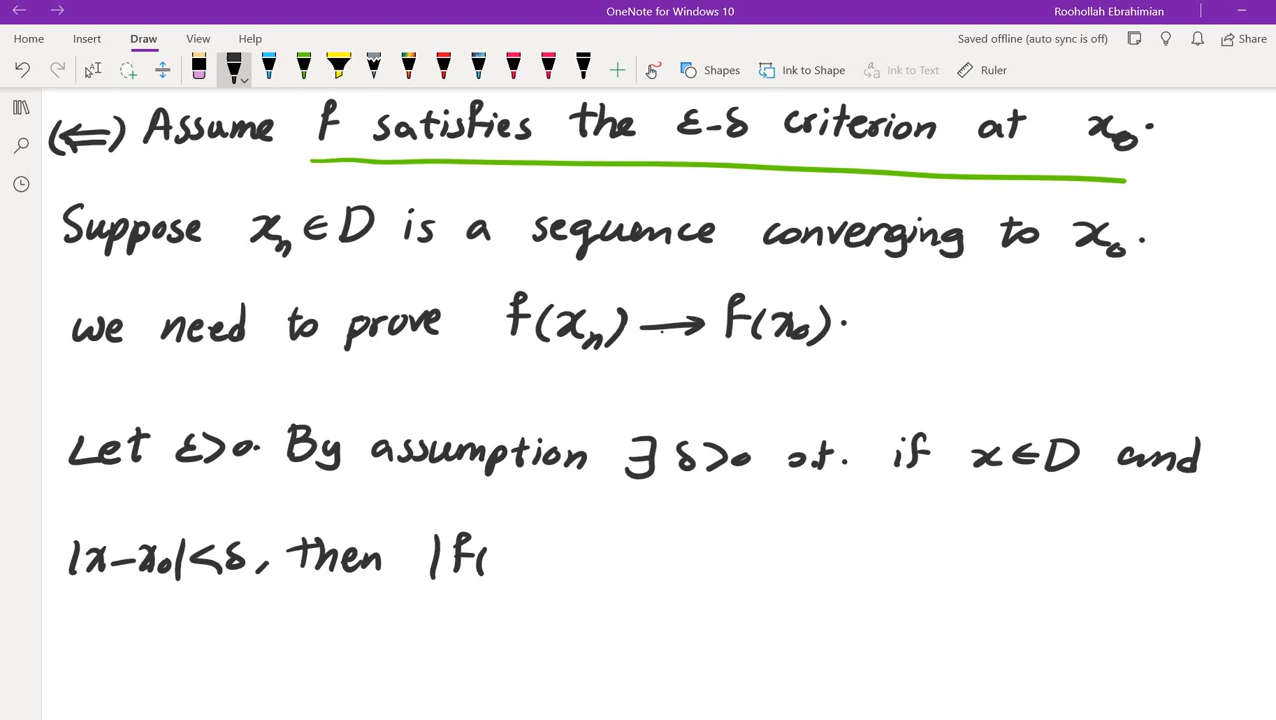 OneNote for Windows 10
Roohollah Ebrahimian
Home Insert Draw View Help
Saved offline (auto sync is off)
Share
Shapes
Ink to Shape
Ink to Text
Ruler
(⇐) Assume f satisfies the ε-δ criterion at x₀.
Suppose xₙ ∈ D is a sequence converging to x₀.
we need to prove f(xₙ) ⟶ f(x₀).
Let ε>0. By assumption ∃ δ>0 s.t. if x ∈ D and
|x-x₀|<δ, then |f(